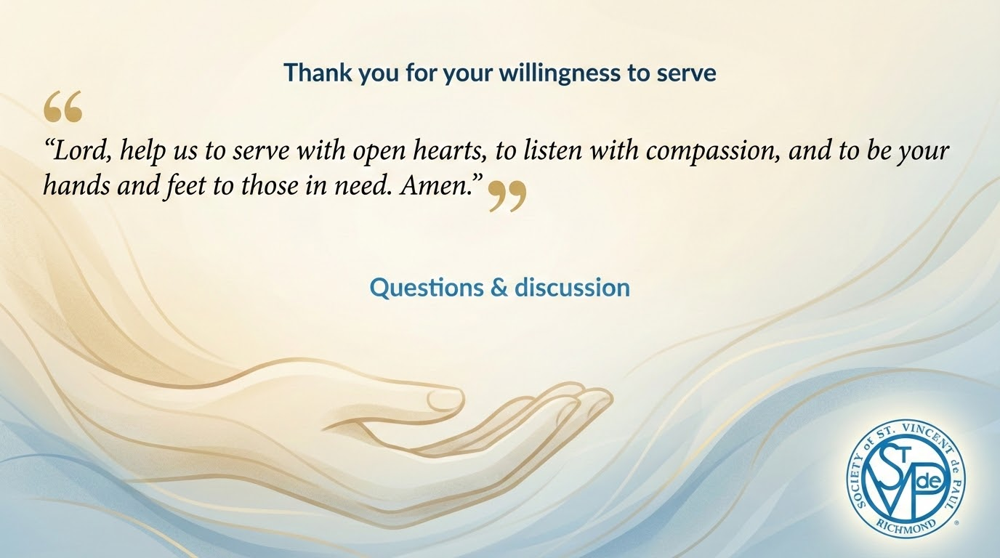 Thank you for your willingness to serve
“
“Lord, help us to serve with open hearts, to listen with compassion, and to be your
hands and feet to those in need. Amen.” ”
Questions & discussion
SOCIETY of ST. VINCENT de PAUL
ST
V P de
RICHMOND ®